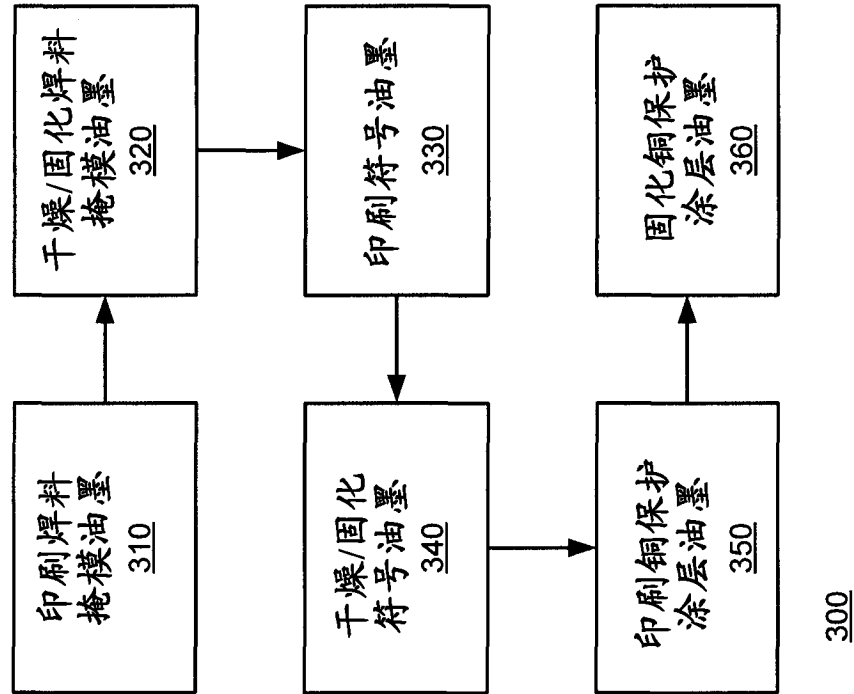 印刷焊料
掩模油墨
310
干燥/固化焊料
掩模油墨
320
印刷符号油墨
330
干燥/固化
符号油墨
340
印刷铜保护
涂层油墨
350
固化铜保护
涂层油墨
360
300